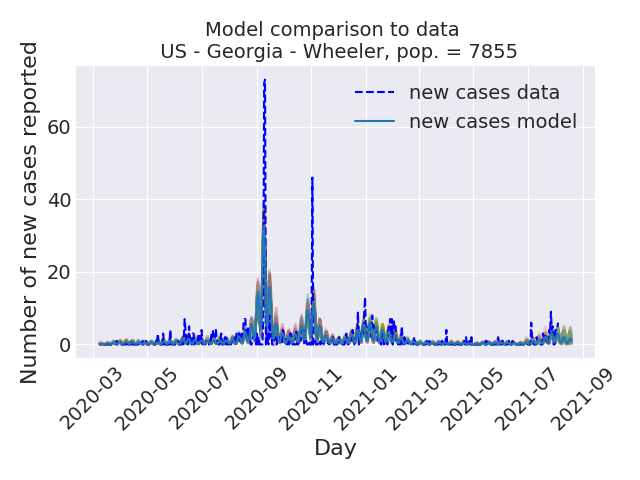 Model comparison to data
US - Georgia - Wheeler, pop. = 7855
Number of new cases reported
60
40
20
0
new cases data
new cases model
2020-03
2020-05
2020-07
2020-09
2020-11
2021-01
2021-03
2021-05
2021-07
2021-09
Day